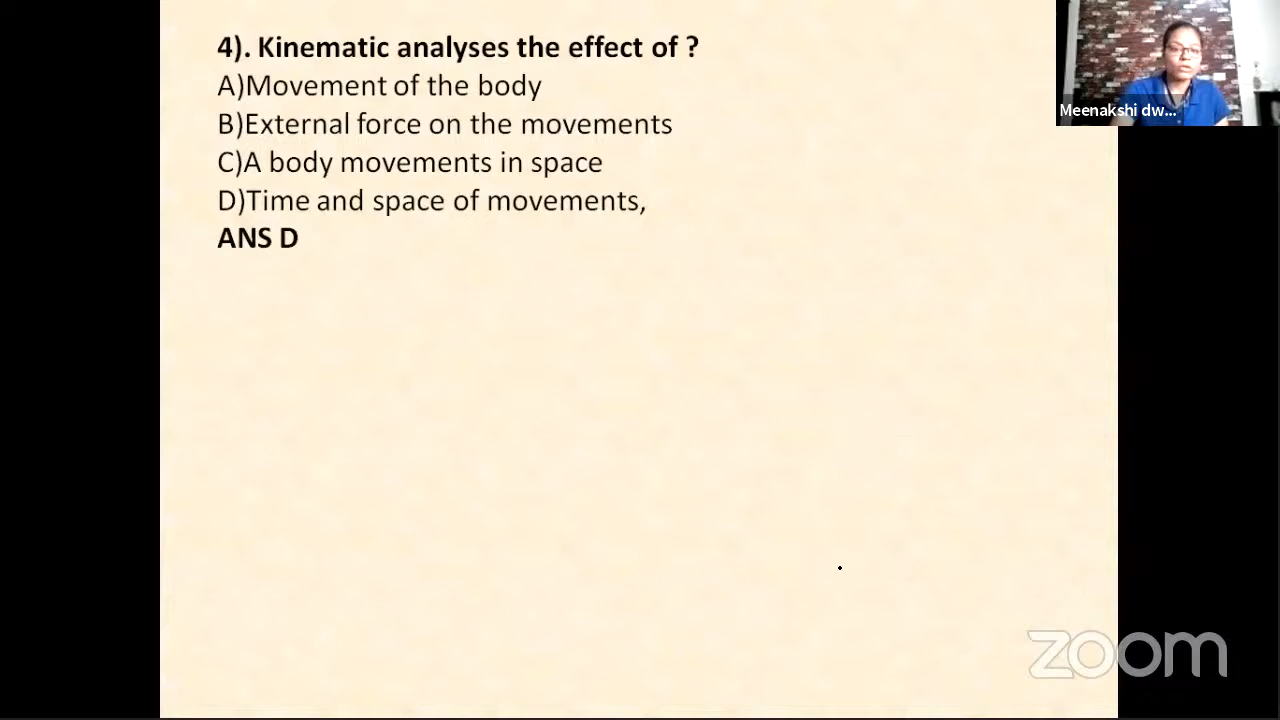 4). Kinematic analyses the effect of ?
A)Movement of the body
B)External force on the movements
C)A body movements in space
D)Time and space of movements,
ANS D
Meenakshi dw...
zoom